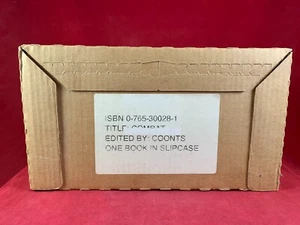 ISBN 0-765-30028-1
TITLE: COMBAT
EDITED BY: COONTS
ONE BOOK IN SLIPCASE